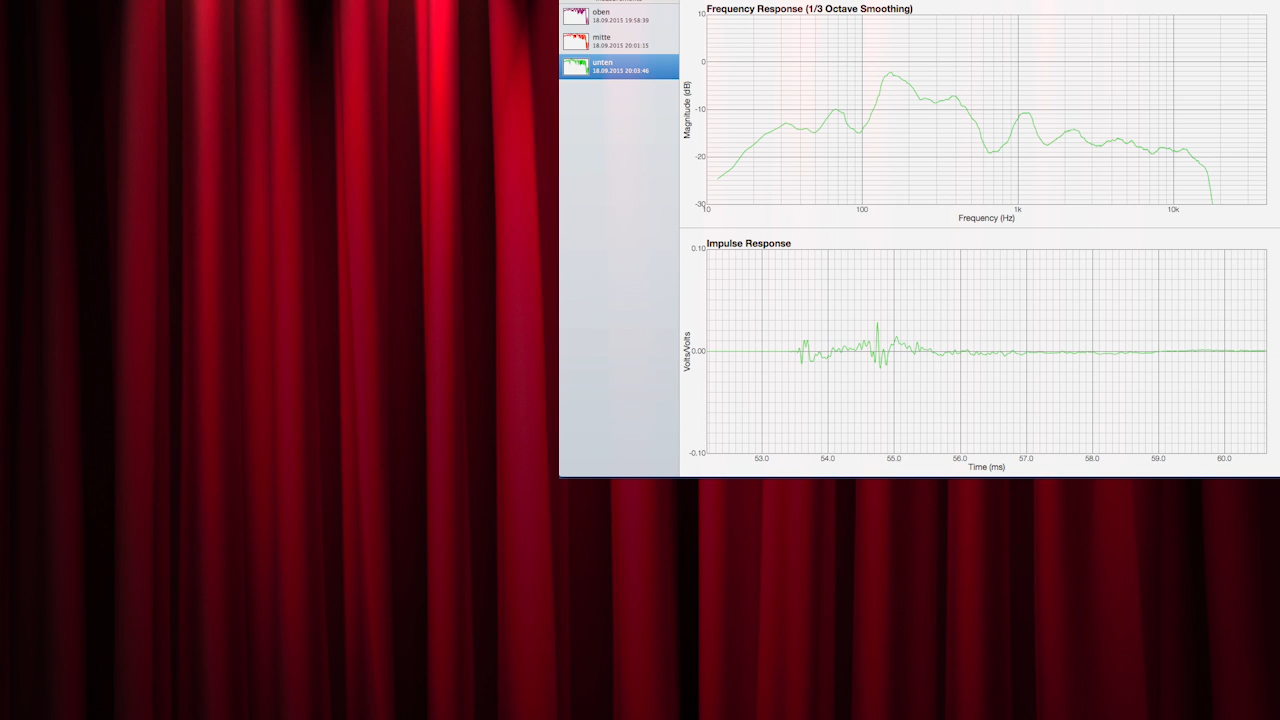 oben
18.09.2015 19:58:39
mitte
18.09.2015 20:01:15
unten
18.09.2015 20:03:46
Frequency Response (1/3 Octave Smoothing)
10
0
-10
-20
-30
Magnitude (dB)
10
100
1k
10k
Frequency (Hz)
Impulse Response
0.10
0.00
-0.10
Volts/Volts
53.0
54.0
55.0
56.0
57.0
58.0
59.0
60.0
Time (ms)